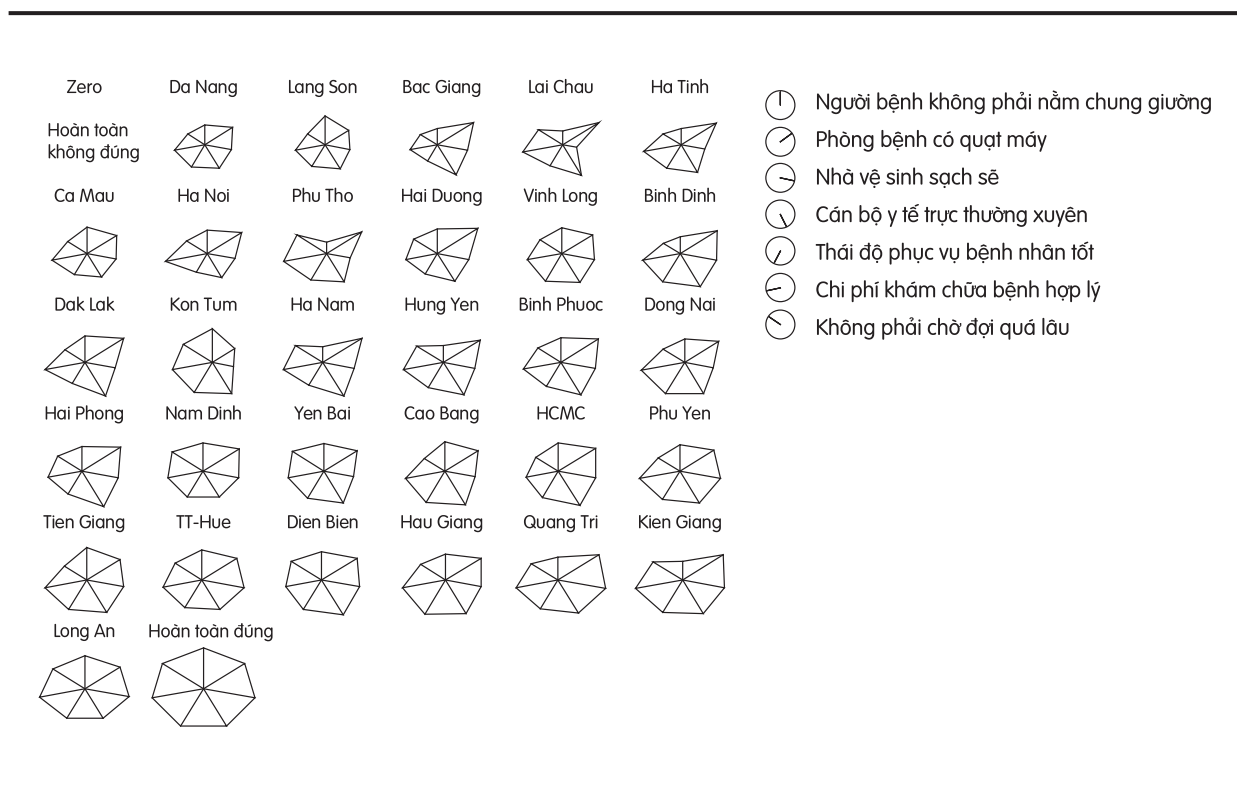 Zero Da Nang Lang Son Bac Giang Lai Chau Ha Tinh
Hoàn toàn
không đúng
Ca Mau Ha Noi Phu Tho Hai Duong Vinh Long Binh Dinh
Dak Lak Kon Tum Ha Nam Hung Yen Binh Phuoc Dong Nai
Hai Phong Nam Dinh Yen Bai Cao Bang HCMC Phu Yen
Tien Giang TT-Hue Dien Bien Hau Giang Quang Tri Kien Giang
Long An Hoàn toàn đúng
Người bệnh không phải nằm chung giường
Phòng bệnh có quạt máy
Nhà vệ sinh sạch sẽ
Cán bộ y tế trực thường xuyên
Thái độ phục vụ bệnh nhân tốt
Chi phí khám chữa bệnh hợp lý
Không phải chờ đợi quá lâu